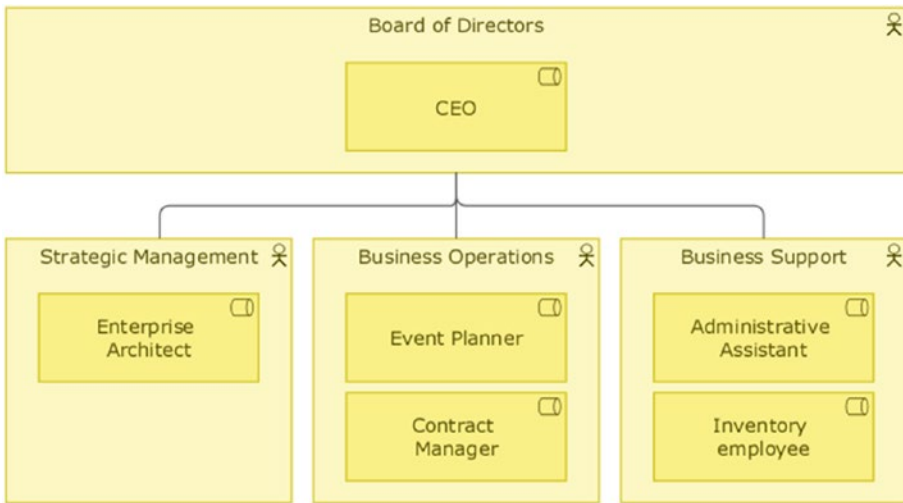 Board of Directors
CEO
Strategic Management
Enterprise
Architect
Business Operations
Event Planner
Contract
Manager
Business Support
Administrative
Assistant
Inventory
employee